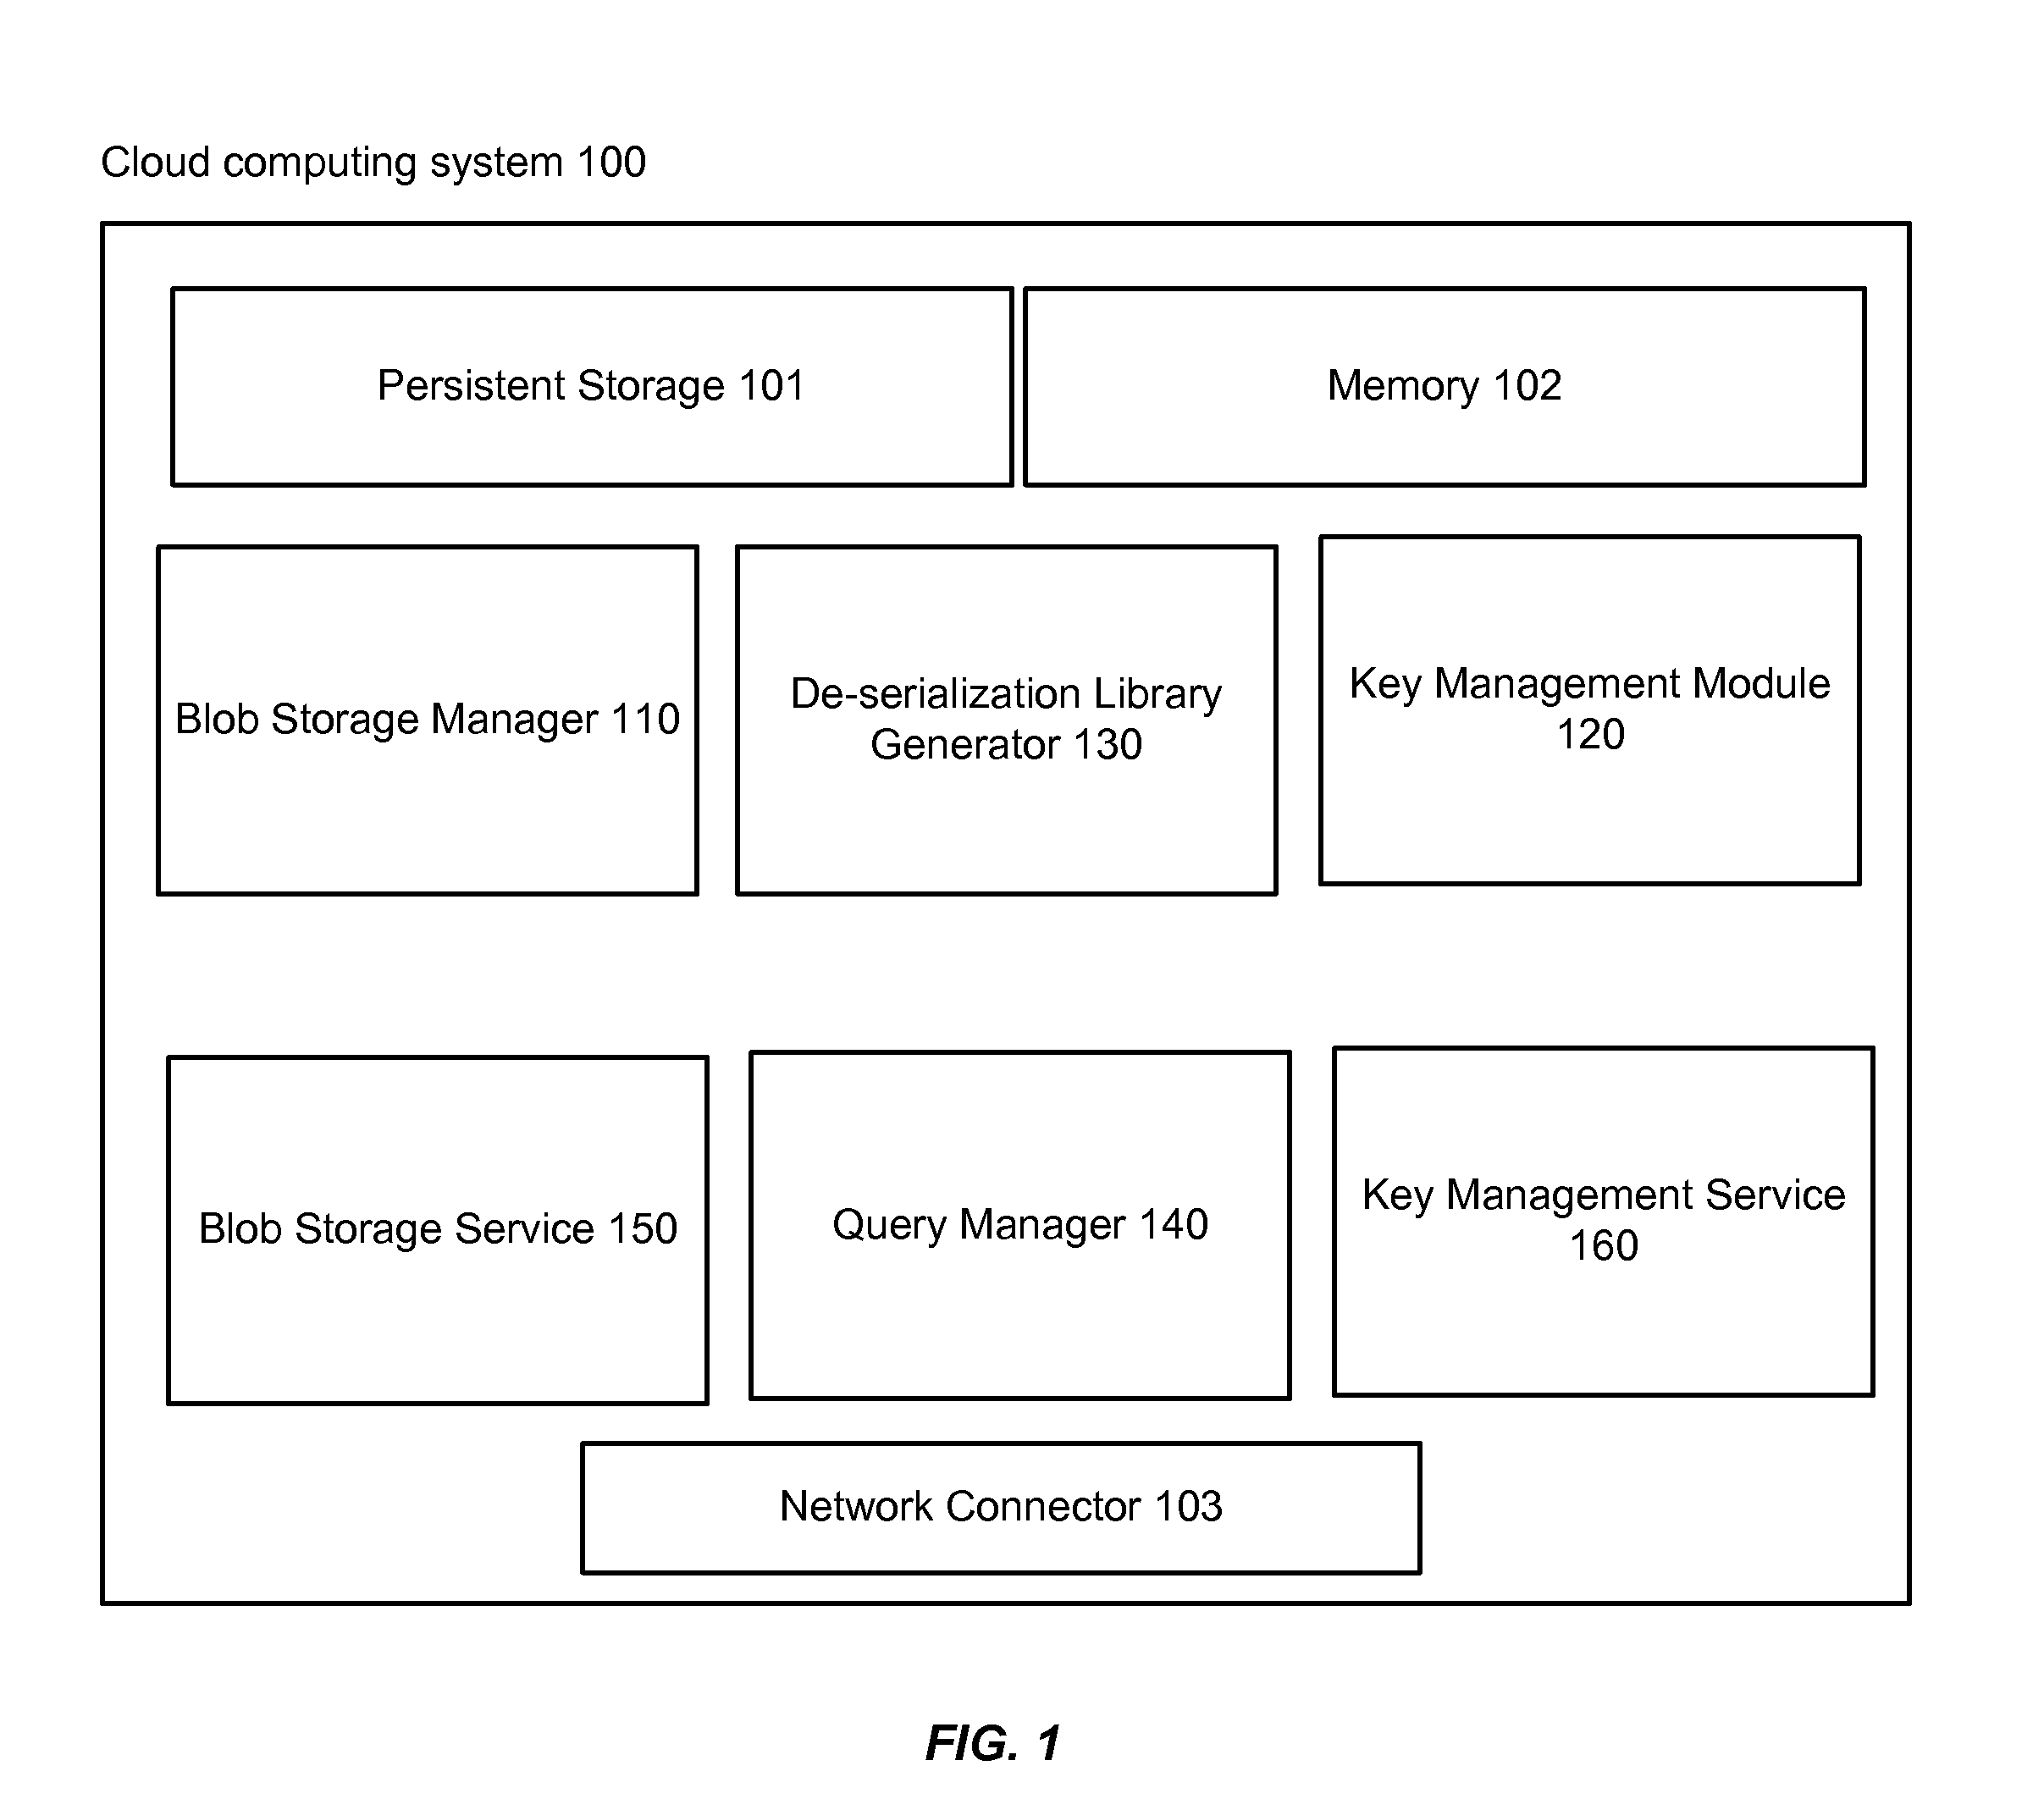 Cloud computing system 100
Persistent Storage 101
Memory 102
Blob Storage Manager 110
De-serialization Library
Generator 130
Key Management Module
120
Blob Storage Service 150
Query Manager 140
Key Management Service
160
Network Connector 103
FIG. 1